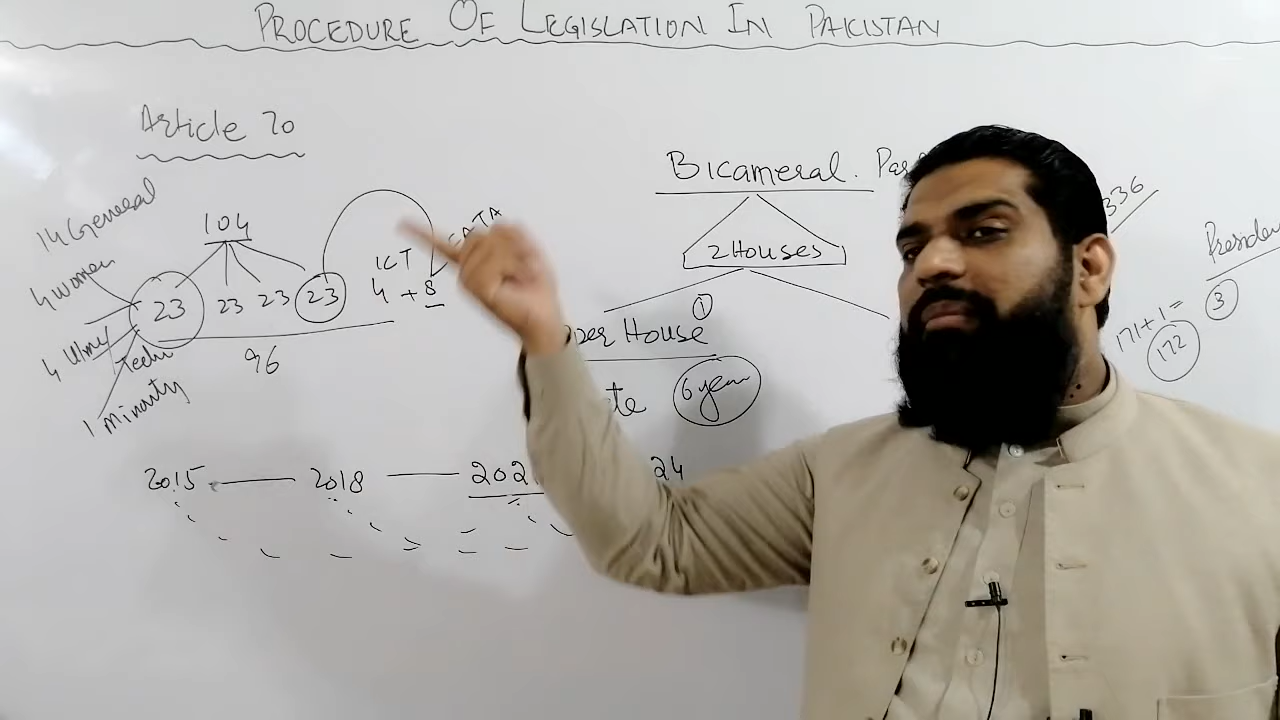 PROCEDURE OF LEGISLATION IN PAKISTAN
Article 70
14 General
4 women
4 Ulma/
Techn
1 Minarty
104
23 23 23 23
96
ICT
4 + 8
FATA
Bicameral.
2 Houses
House ①
6 year
2015 2018 24
336
171+1=
172
3